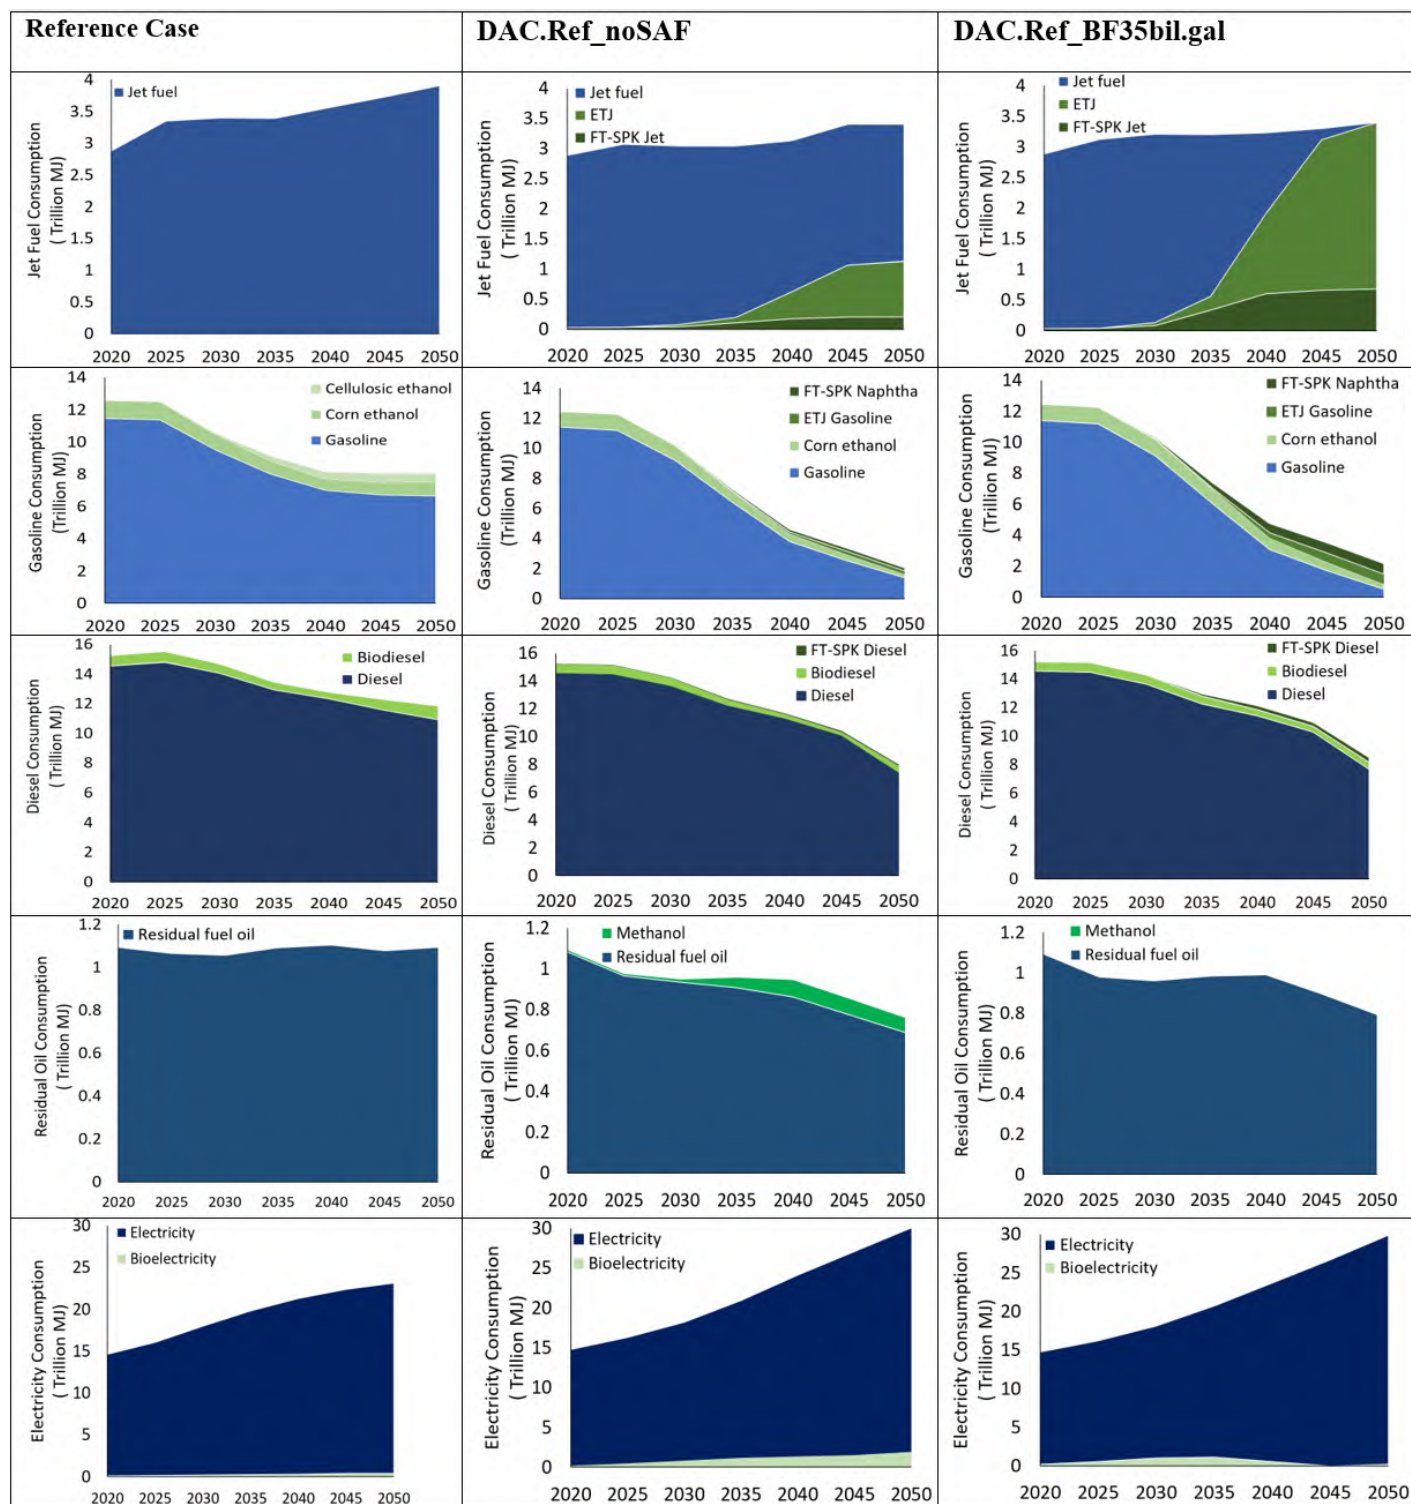 Reference Case
DAC.Ref_noSAF
DAC.Ref_BF35bil.gal
Jet Fuel Consumption
( Trillion MJ)
4
3.5
3
2.5
2
1.5
1
0.5
0
Jet fuel
2020 2025 2030 2035 2040 2045 2050
Jet Fuel Consumption
( Trillion MJ)
4
3.5
3
2.5
2
1.5
1
0.5
0
Jet fuel
ETJ
FT-SPK Jet
2020 2025 2030 2035 2040 2045 2050
Jet Fuel Consumption
( Trillion MJ)
4
3.5
3
2.5
2
1.5
1
0.5
0
Jet fuel
ETJ
FT-SPK Jet
2020 2025 2030 2035 2040 2045 2050
Gasoline Consumption
(Trillion MJ)
14
12
10
8
6
4
2
0
Cellulosic ethanol
Corn ethanol
Gasoline
2020 2025 2030 2035 2040 2045 2050
Gasoline Consumption
(Trillion MJ)
14
12
10
8
6
4
2
0
FT-SPK Naphtha
ETJ Gasoline
Corn ethanol
Gasoline
2020 2025 2030 2035 2040 2045 2050
Gasoline Consumption
(Trillion MJ)
14
12
10
8
6
4
2
0
FT-SPK Naphtha
ETJ Gasoline
Corn ethanol
Gasoline
2020 2025 2030 2035 2040 2045 2050
Diesel Consumption
( Trillion MJ)
16
14
12
10
8
6
4
2
0
Biodiesel
Diesel
2020 2025 2030 2035 2040 2045 2050
Diesel Consumption
( Trillion MJ)
16
14
12
10
8
6
4
2
0
FT-SPK Diesel
Biodiesel
Diesel
2020 2025 2030 2035 2040 2045 2050
Diesel Consumption
( Trillion MJ)
16
14
12
10
8
6
4
2
0
FT-SPK Diesel
Biodiesel
Diesel
2020 2025 2030 2035 2040 2045 2050
Residual Oil Consumption
( Trillion MJ)
1.2
1
0.8
0.6
0.4
0.2
0
Residual fuel oil
2020 2025 2030 2035 2040 2045 2050
Residual Oil Consumption
( Trillion MJ)
1.2
1
0.8
0.6
0.4
0.2
0
Methanol
Residual fuel oil
2020 2025 2030 2035 2040 2045 2050
Residual Oil Consumption
( Trillion MJ)
1.2
1
0.8
0.6
0.4
0.2
0
Methanol
Residual fuel oil
2020 2025 2030 2035 2040 2045 2050
Electricity Consumption
( Trillion MJ)
30
25
20
15
10
5
0
Electricity
Bioelectricity
2020 2025 2030 2035 2040 2045 2050
Electricity Consumption
( Trillion MJ)
30
25
20
15
10
5
0
Electricity
Bioelectricity
2020 2025 2030 2035 2040 2045 2050
Electricity Consumption
( Trillion MJ)
30
25
20
15
10
5
0
Electricity
Bioelectricity
2020 2025 2030 2035 2040 2045 2050